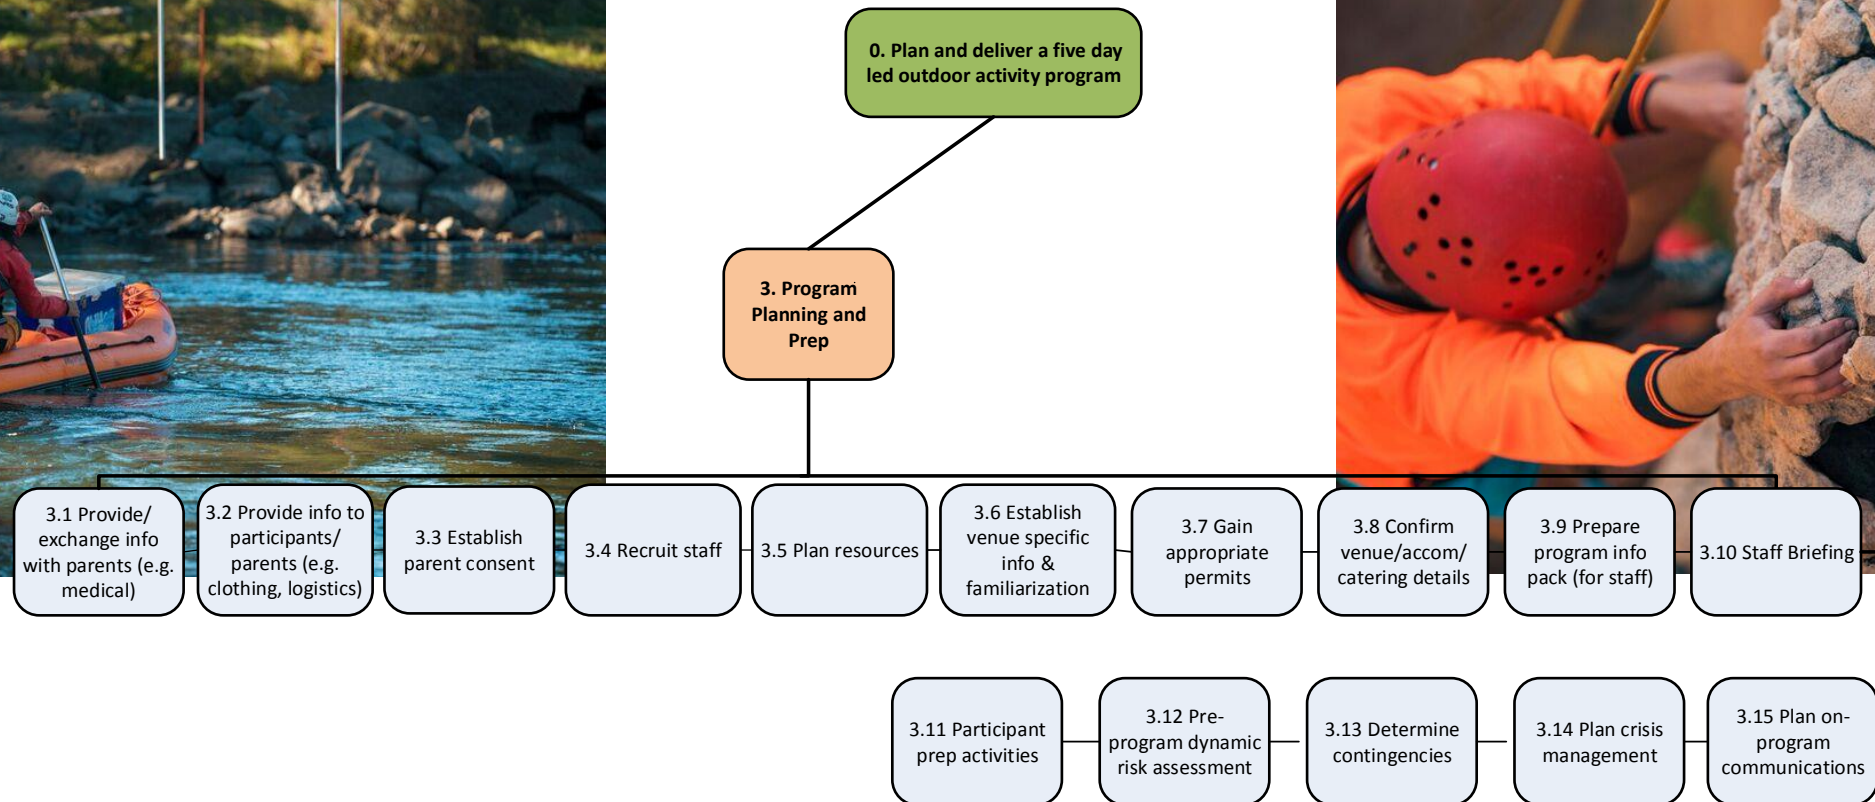 0. Plan and deliver a five day
led outdoor activity program
3. Program
Planning and
Prep
3.1 Provide/
exchange info
with parents (e.g.
medical)
3.2 Provide info to
participants/
parents (e.g.
clothing, logistics)
3.3 Establish
parent consent
3.4 Recruit staff
3.5 Plan resources
3.6 Establish
venue specific
info &
familiarization
3.7 Gain
appropriate
permits
3.8 Confirm
venue/accom/
catering details
3.9 Prepare
program info
pack (for staff)
3.10 Staff Briefing
3.11 Participant
prep activities
3.12 Pre-
program dynamic
risk assessment
3.13 Determine
contingencies
3.14 Plan crisis
management
3.15 Plan on-
program
communications